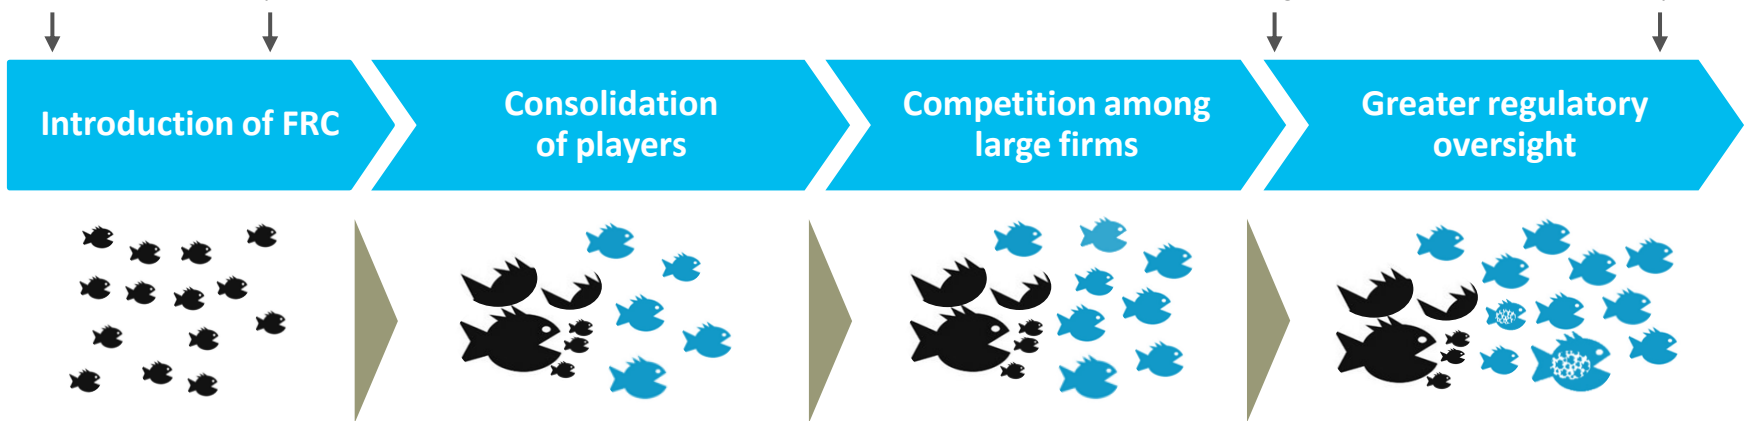 Introduction of FRC
Consolidation
of players
Competition among
large firms
Greater regulatory
oversight